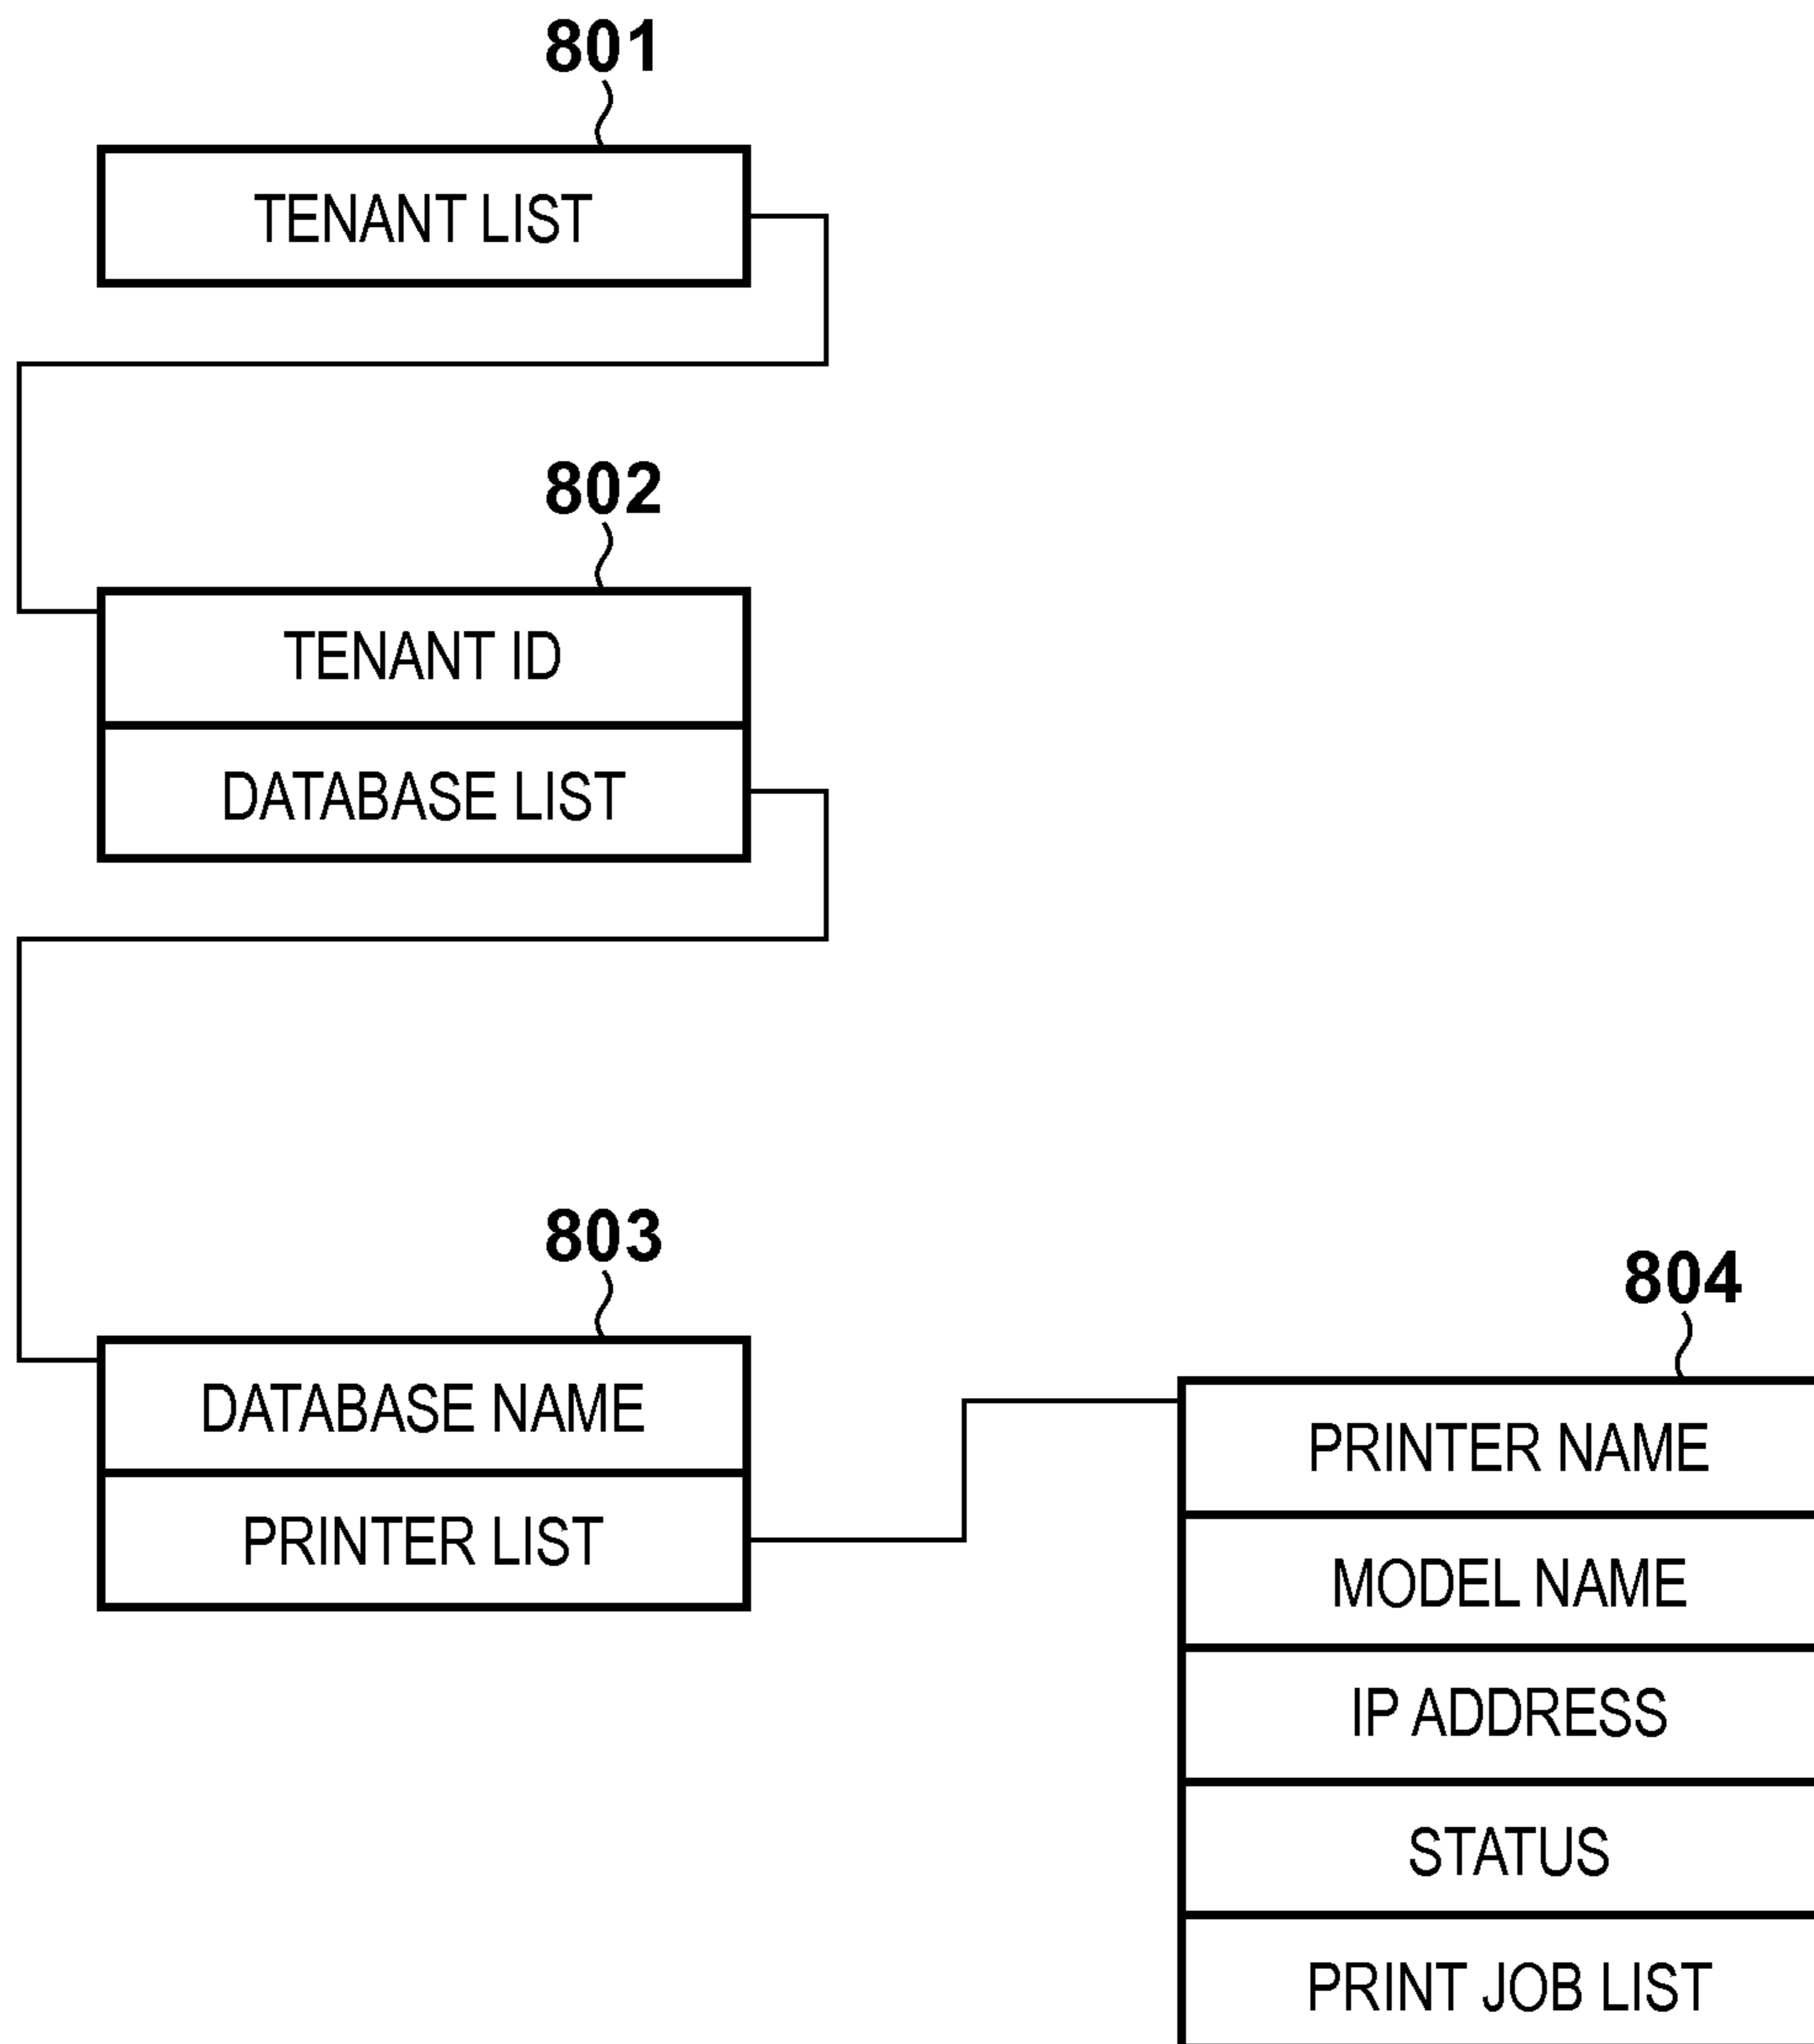 801
TENANT LIST
802
TENANT ID
DATABASE LIST
803
DATABASE NAME
PRINTER LIST
804
PRINTER NAME
MODEL NAME
IP ADDRESS
STATUS
PRINT JOB LIST